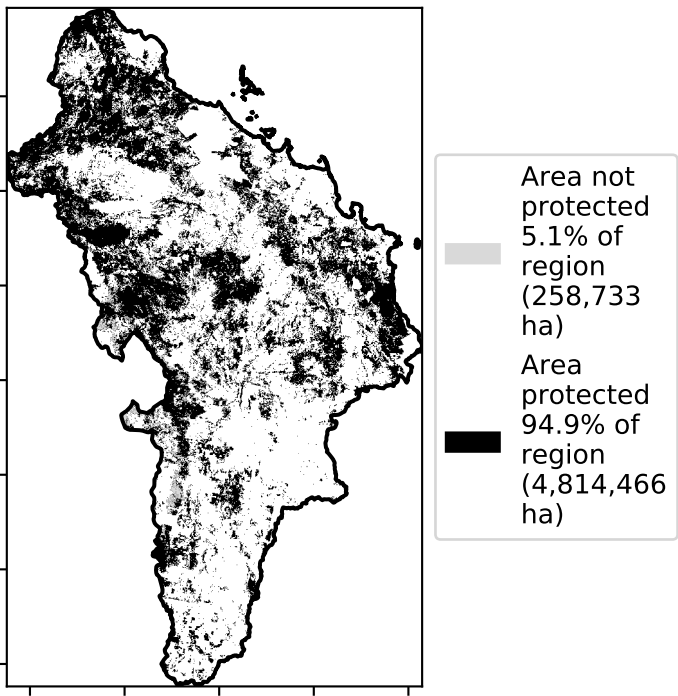 Area not
protected
5.1% of
region
(258,733
ha)
Area
protected
94.9% of
region
(4,814,466
ha)